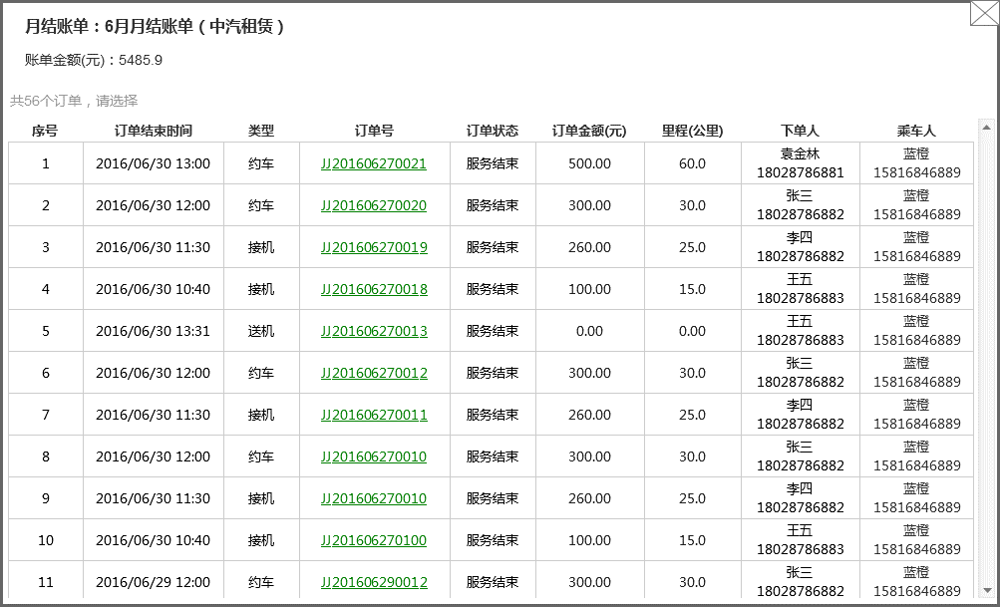 月结账单：6月月结账单（中汽租赁）
账单金额(元)：5485.9
共56个订单，请选择
序号 订单结束时间 类型 订单号 订单状态 订单金额(元) 里程(公里) 下单人 乘车人
1 2016/06/30 13:00 约车 JJ201606270021 服务结束 500.00 60.0 袁金林 18028786881 蓝橙 15816846889
2 2016/06/30 12:00 约车 JJ201606270020 服务结束 300.00 30.0 张三 18028786882 蓝橙 15816846889
3 2016/06/30 11:30 接机 JJ201606270019 服务结束 260.00 25.0 李四 18028786882 蓝橙 15816846889
4 2016/06/30 10:40 接机 JJ201606270018 服务结束 100.00 15.0 王五 18028786883 蓝橙 15816846889
5 2016/06/30 13:31 送机 JJ201606270013 服务结束 0.00 0.00 王五 18028786883 蓝橙 15816846889
6 2016/06/30 12:00 约车 JJ201606270012 服务结束 300.00 30.0 张三 18028786882 蓝橙 15816846889
7 2016/06/30 11:30 接机 JJ201606270011 服务结束 260.00 25.0 李四 18028786882 蓝橙 15816846889
8 2016/06/30 12:00 约车 JJ201606270010 服务结束 300.00 30.0 张三 18028786882 蓝橙 15816846889
9 2016/06/30 11:30 接机 JJ201606270010 服务结束 260.00 25.0 李四 18028786882 蓝橙 15816846889
10 2016/06/30 10:40 接机 JJ201606270100 服务结束 100.00 15.0 王五 18028786883 蓝橙 15816846889
11 2016/06/29 12:00 约车 JJ201606290012 服务结束 300.00 30.0 张三 18028786882 蓝橙 15816846889